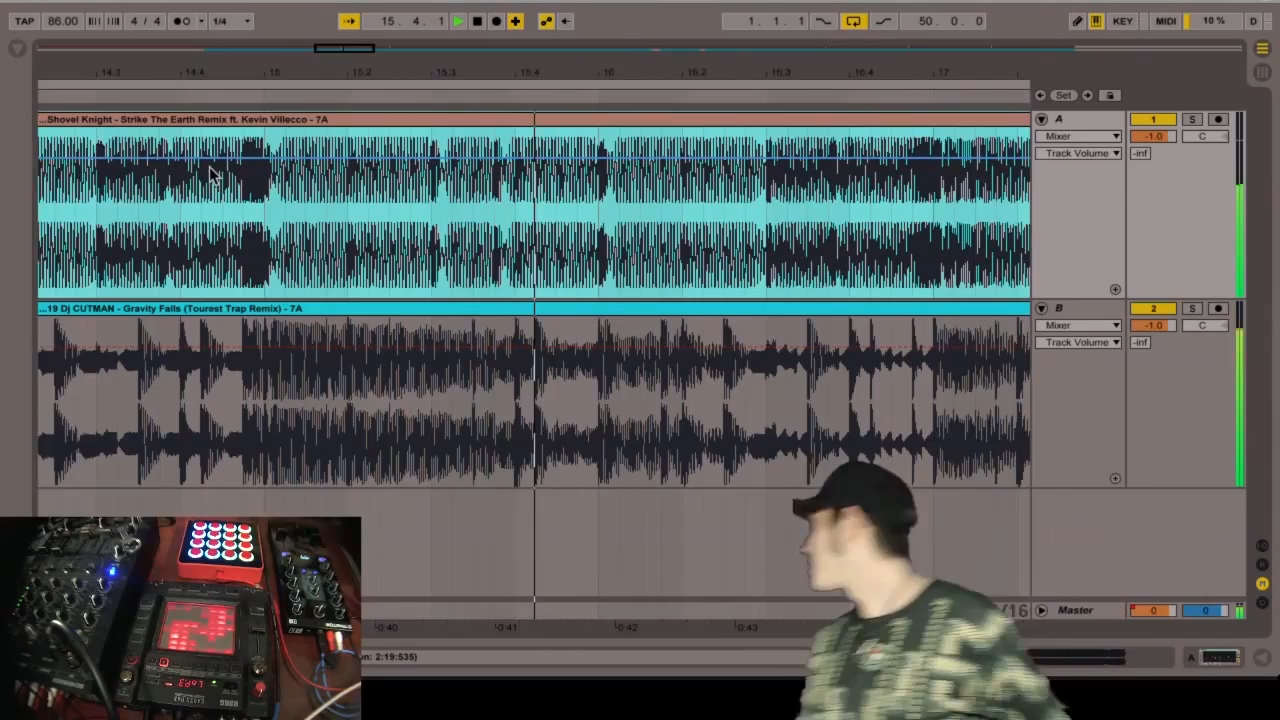 TAP 86.00 4 / 4 1/4 15 . 4 . 1 1 . 1 . 1 50 . 0 . 0 KEY MIDI 10 % D
14.3 14.4 15 15.2 15.3 15.4 16 16.2 16.3 16.4 17
Set
...Shovel Knight - Strike The Earth Remix ft. Kevin Villecco - 7A
A 1 S
Mixer -1.0 C
Track Volume -inf
...19 Dj CUTMAN - Gravity Falls (Tourest Trap Remix) - 7A
B 2 S
Mixer -1.0 C
Track Volume -inf
/16 Master 0 0
0:40 0:41 0:42 0:43
n: 2:19:535)
A
KORG